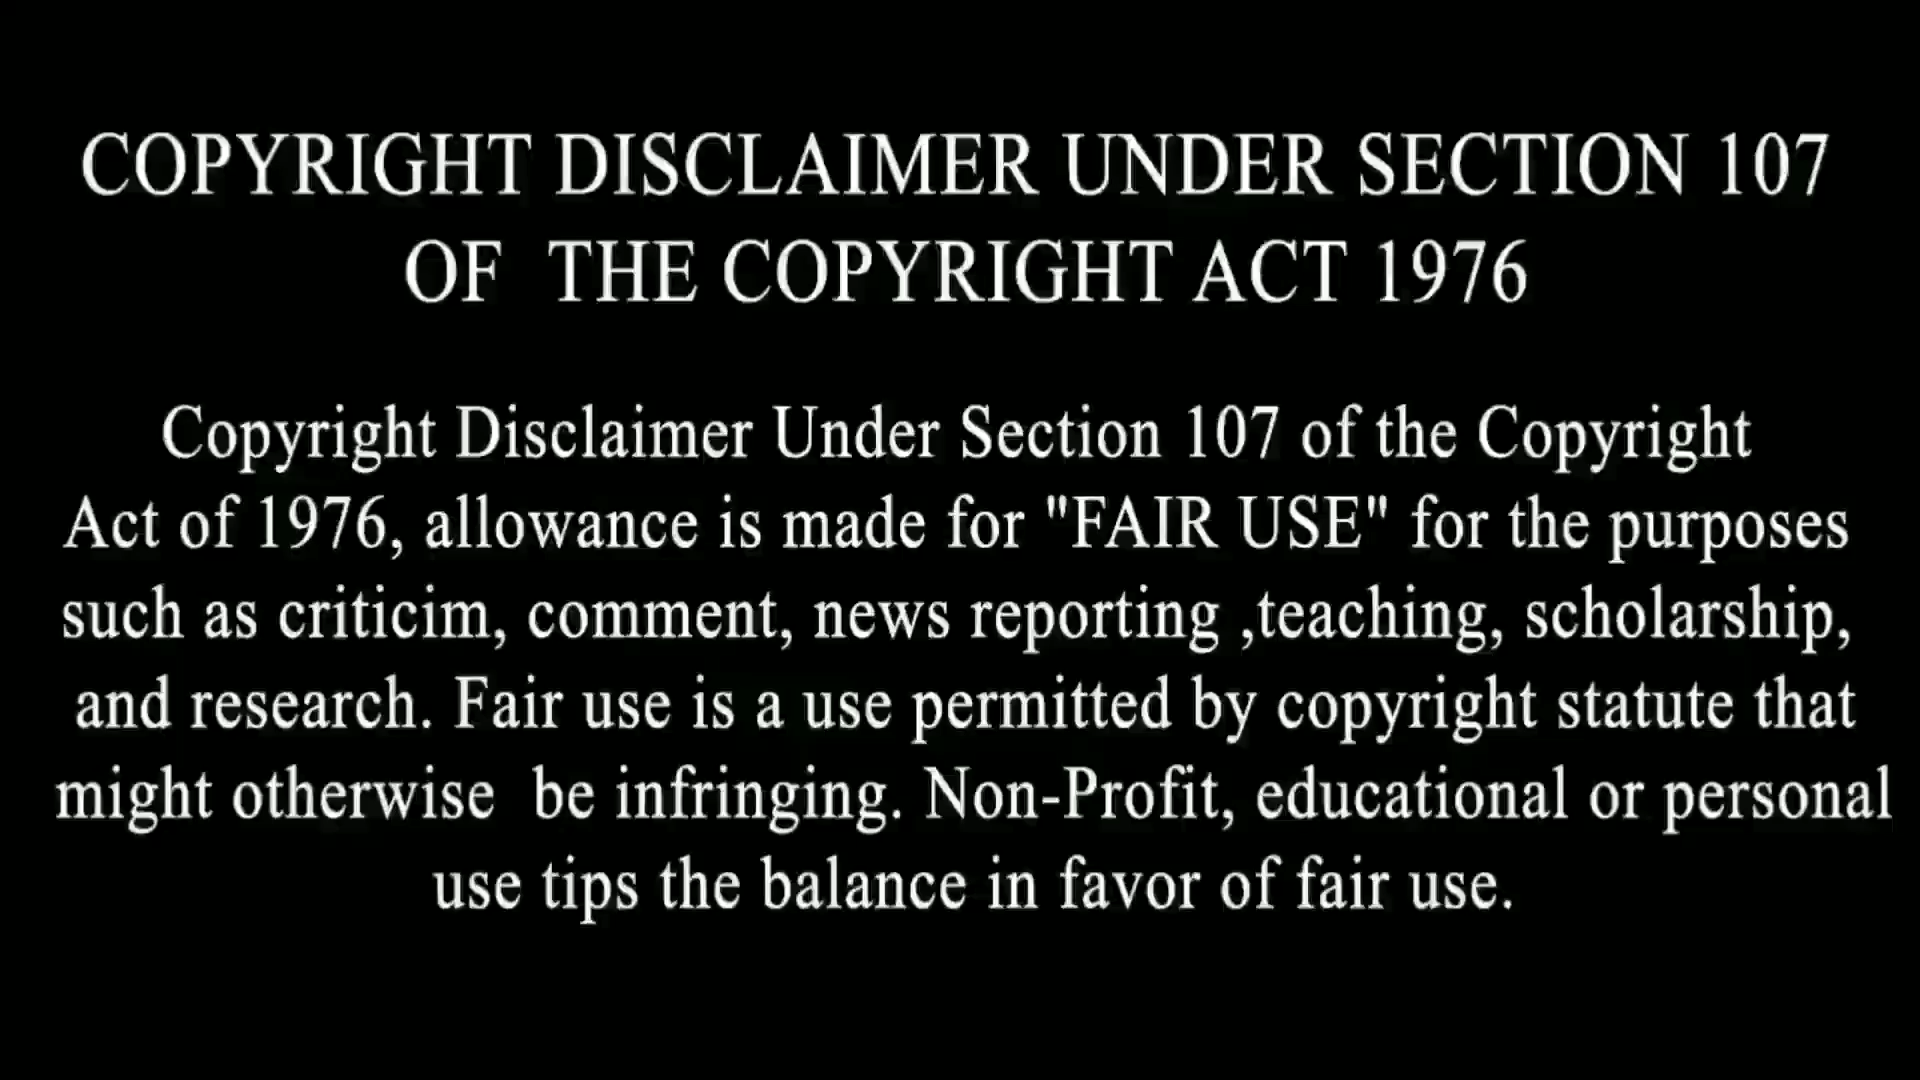 COPYRIGHT DISCLAIMER UNDER SECTION 107
OF THE COPYRIGHT ACT 1976
Copyright Disclaimer Under Section 107 of the Copyright
Act of 1976, allowance is made for "FAIR USE" for the purposes
such as criticim, comment, news reporting ,teaching, scholarship,
and research. Fair use is a use permitted by copyright statute that
might otherwise be infringing. Non-Profit, educational or personal
use tips the balance in favor of fair use.